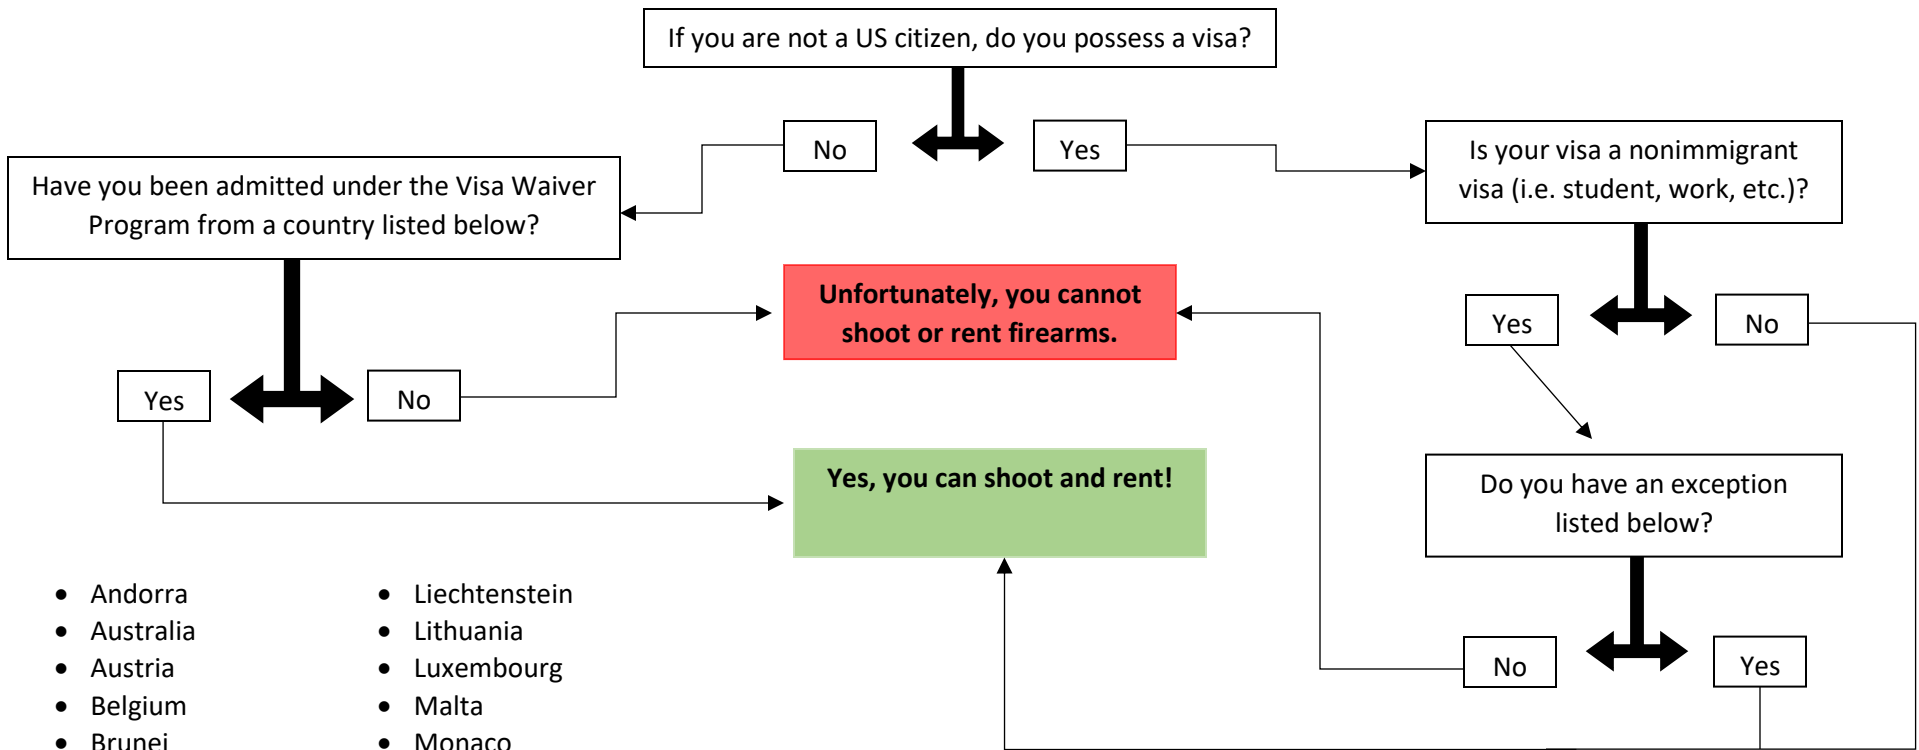 If you are not a US citizen, do you possess a visa?
No
Yes
Is your visa a nonimmigrant
visa (i.e. student, work, etc.)?
Have you been admitted under the Visa Waiver
Program from a country listed below?
Unfortunately, you cannot
shoot or rent firearms.
Yes
No
Yes
No
Yes, you can shoot and rent!
Do you have an exception
listed below?
No
Yes
• Andorra
• Australia
• Austria
• Belgium
• Brunei
• Liechtenstein
• Lithuania
• Luxembourg
• Malta
• Monaco